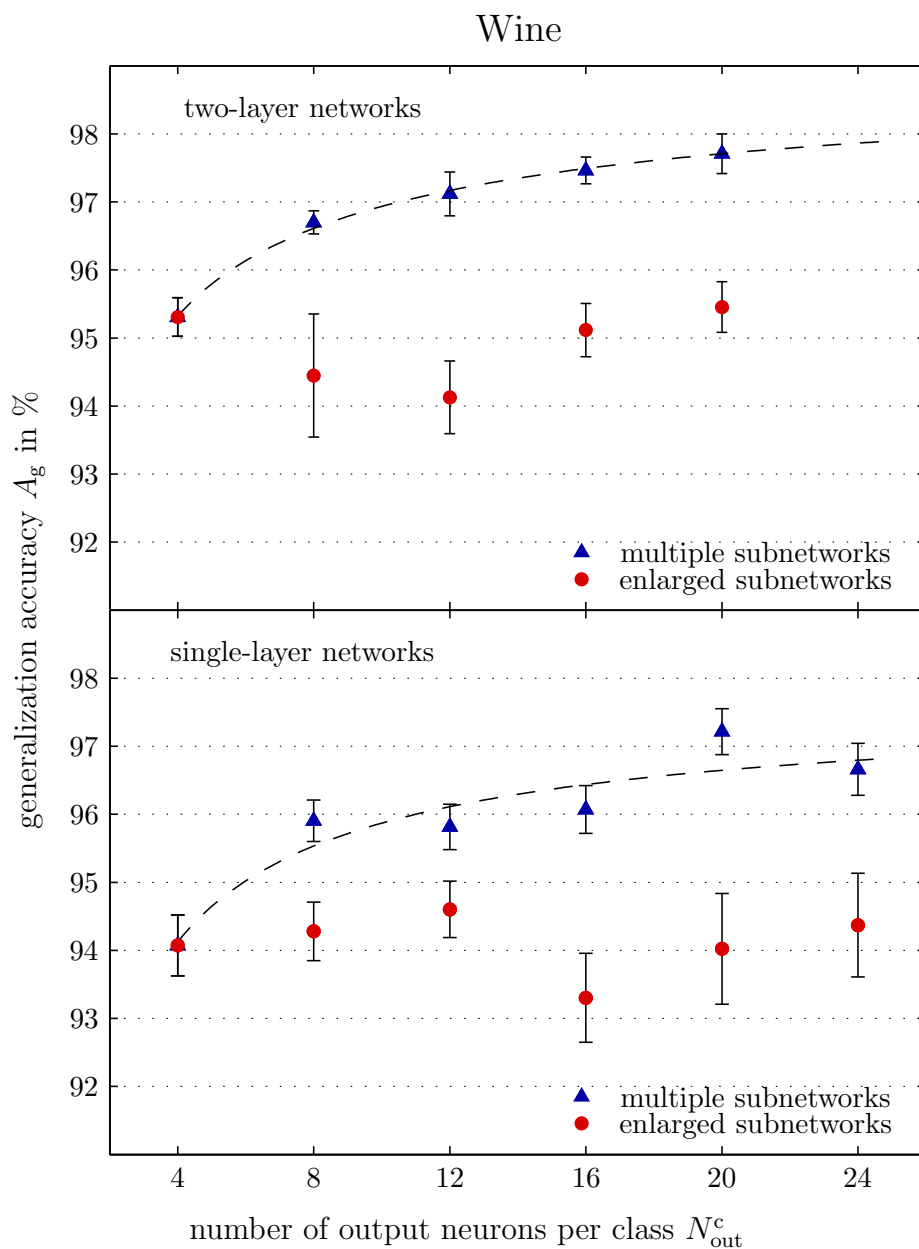 Wine
two-layer networks
98
97
96
95
94
93
92
multiple subnetworks
enlarged subnetworks
single-layer networks
98
97
96
95
94
93
92
multiple subnetworks
enlarged subnetworks
4 8 12 16 20 24
number of output neurons per class N_out^c
generalization accuracy A_g in %